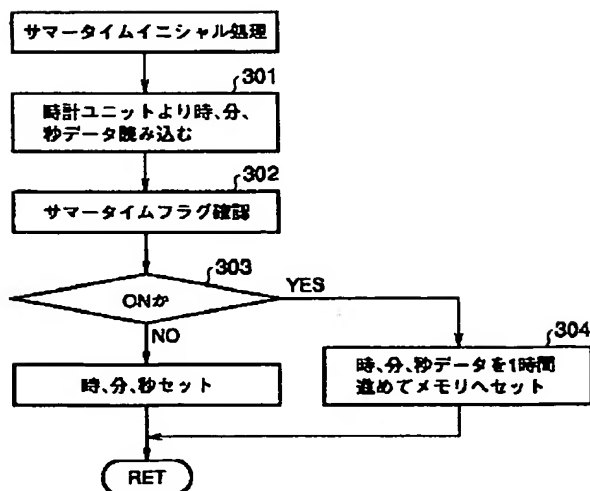 サマータイムイニシャル処理
301
時計ユニットより時、分、
秒データ読み込む
302
サマータイムフラグ確認
303
ONか
YES
NO
304
時、分、秒セット
時、分、秒データを1時間
進めてメモリへセット
RET